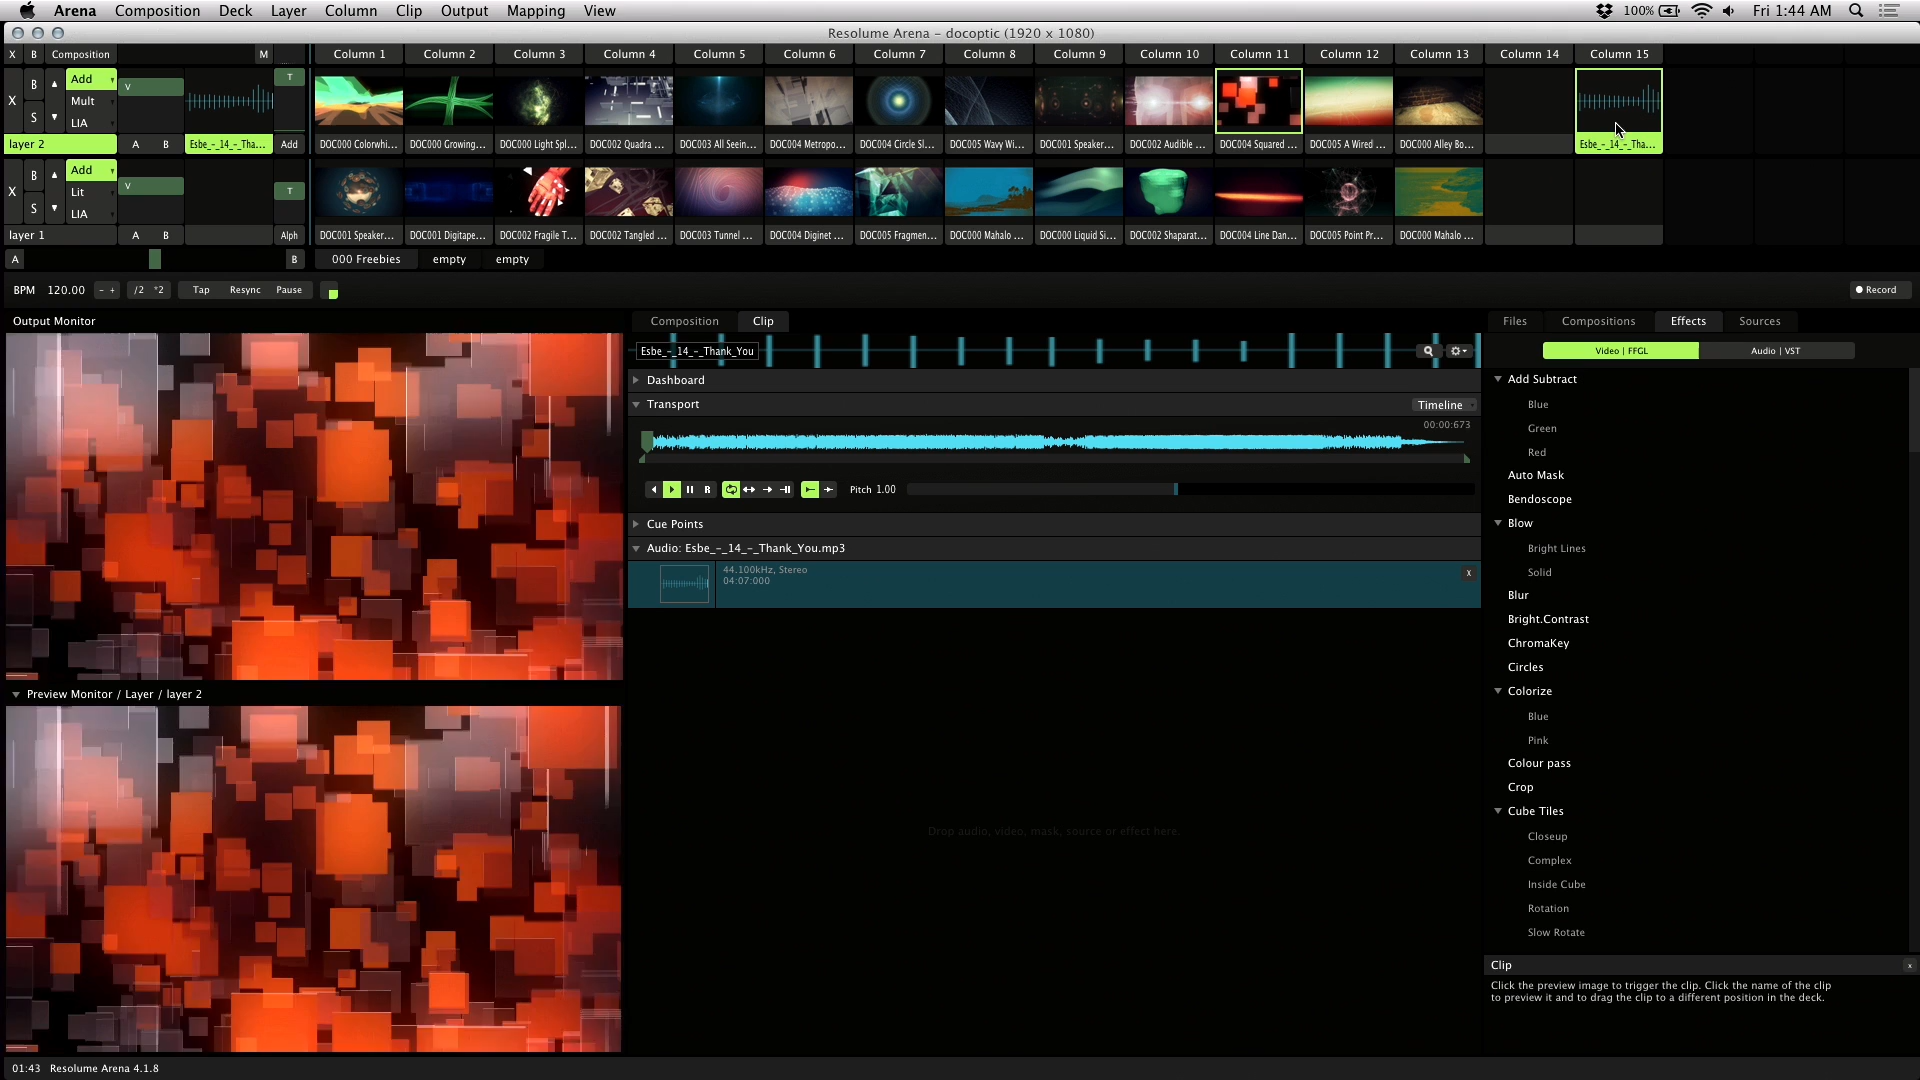 Arena Composition Deck Layer Column Clip Output Mapping View 100% Fri 1:44 AM
Resolume Arena - docoptic (1920 x 1080)
X B Composition M Column 1 Column 2 Column 3 Column 4 Column 5 Column 6 Column 7 Column 8 Column 9 Column 10 Column 11 Column 12 Column 13 Column 14 Column 15
B Add V T
X Mult
S LIA
layer 2 A B Esbe_-_14_-_Tha... Add DOC000 Colorwhi... DOC000 Growing... DOC000 Light Spl... DOC002 Quadra ... DOC003 All Seein... DOC004 Metropo... DOC004 Circle Sl... DOC005 Wavy Wi... DOC001 Speaker... DOC002 Audible ... DOC004 Squared ... DOC005 A Wired ... DOC000 Alley Bo... Esbe_-_14_-_Tha...
B Add V T
X Lit
S LIA
layer 1 A B Alph DOC001 Speaker... DOC001 Digitape... DOC002 Fragile T... DOC002 Tangled ... DOC003 Tunnel ... DOC004 Diginet ... DOC005 Fragmen... DOC000 Mahalo ... DOC000 Liquid Si... DOC002 Shaparat... DOC004 Line Dan... DOC005 Point Pr... DOC000 Mahalo ...
A B 000 Freebies empty empty
BPM 120.00 - + /2 *2 Tap Resync Pause Record
Output Monitor Composition Clip Files Compositions Effects Sources
Esbe_-_14_-_Thank_You Video | FFGL Audio | VST
Dashboard
Transport Timeline
00:00:673
R Pitch 1.00
Cue Points
Audio: Esbe_-_14_-_Thank_You.mp3
44.100kHz, Stereo x
04:07:000
Drop audio, video, mask, source or effect here.
Preview Monitor / Layer / layer 2
Add Subtract
Blue
Green
Red
Auto Mask
Bendoscope
Blow
Bright Lines
Solid
Blur
Bright.Contrast
ChromaKey
Circles
Colorize
Blue
Pink
Colour pass
Crop
Cube Tiles
Closeup
Complex
Inside Cube
Rotation
Slow Rotate
Clip x
Click the preview image to trigger the clip. Click the name of the clip
to preview it and to drag the clip to a different position in the deck.
01:43 Resolume Arena 4.1.8